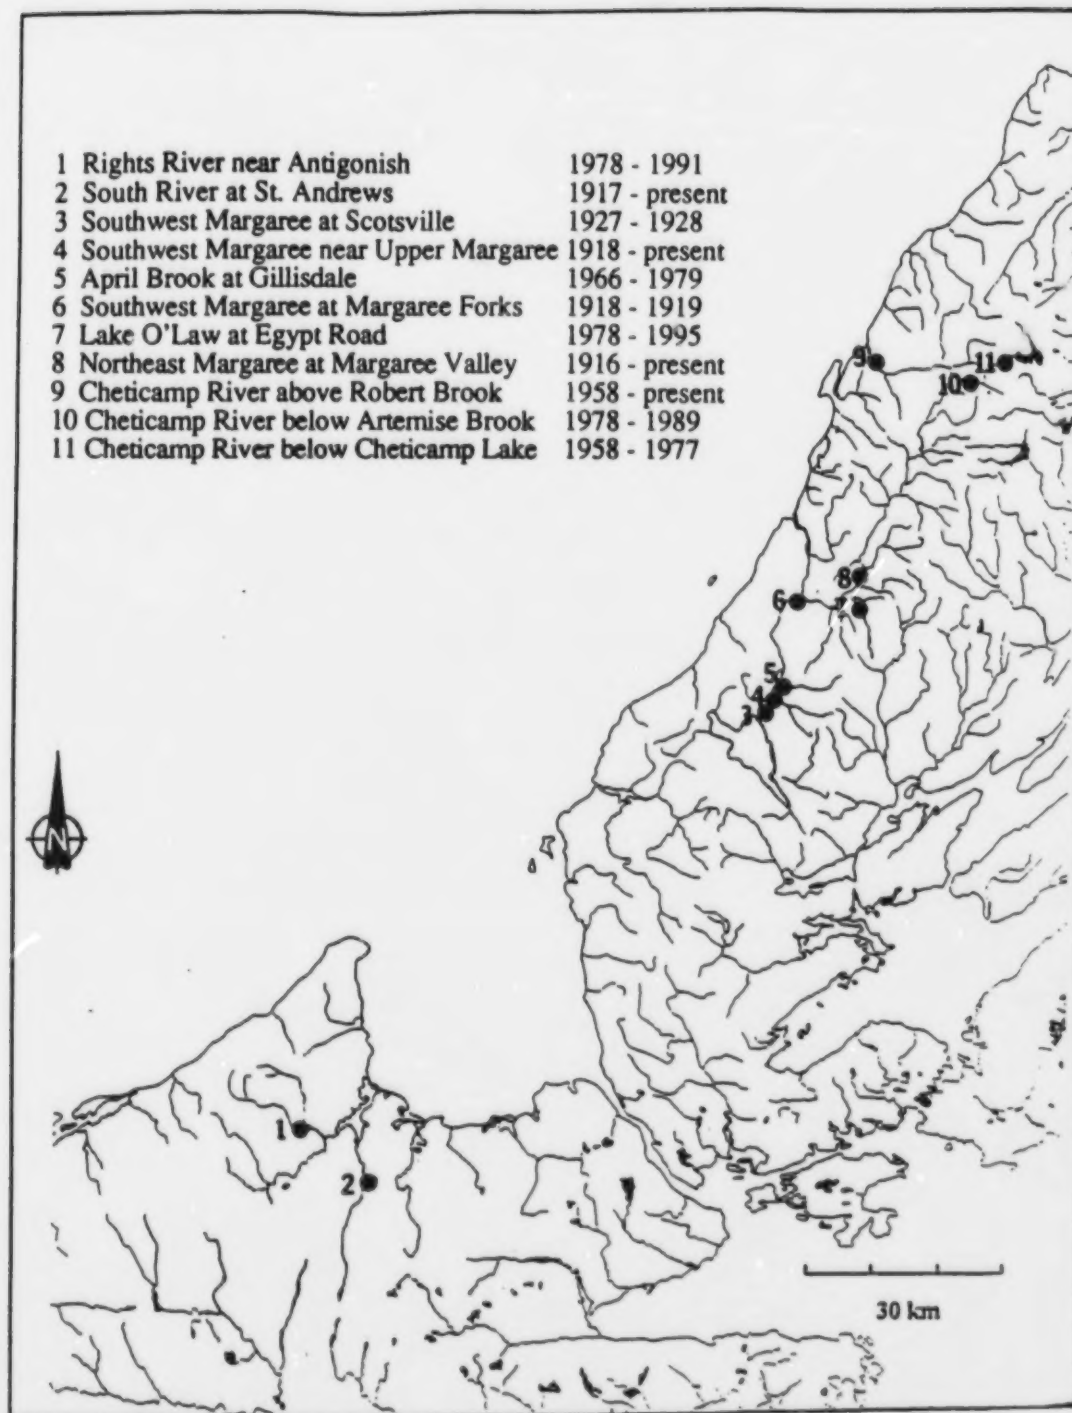 1 Rights River near Antigonish 1978 - 1991
2 South River at St. Andrews 1917 - present
3 Southwest Margaree at Scotsville 1927 - 1928
4 Southwest Margaree near Upper Margaree 1918 - present
5 April Brook at Gillisdale 1966 - 1979
6 Southwest Margaree at Margaree Forks 1918 - 1919
7 Lake O'Law at Egypt Road 1978 - 1995
8 Northeast Margaree at Margaree Valley 1916 - present
9 Cheticamp River above Robert Brook 1958 - present
10 Cheticamp River below Artemise Brook 1978 - 1989
11 Cheticamp River below Cheticamp Lake 1958 - 1977
9
11
10
8
6
7
5
4
3
N
1
2
30 km